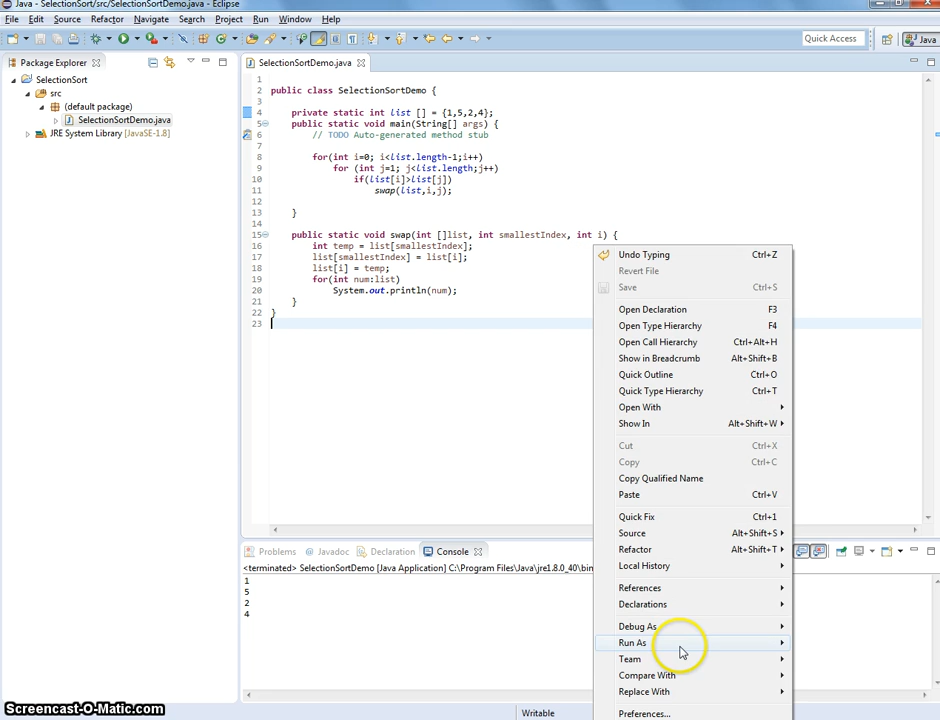 Java - SelectionSort/src/SelectionSortDemo.java - Eclipse
File Edit Source Refactor Navigate Search Project Run Window Help
Quick Access Java
Package Explorer
SelectionSort
src
(default package)
SelectionSortDemo.java
JRE System Library [JavaSE-1.8]
SelectionSortDemo.java
1
2 public class SelectionSortDemo {
3
4 private static int list [] = {1,5,2,4};
5 public static void main(String[] args) {
6 // TODO Auto-generated method stub
7
8 for(int i=0; i<list.length-1;i++)
9 for (int j=1; j<list.length;j++)
10 if(list[i]>list[j])
11 swap(list,i,j);
12
13 }
14
15 public static void swap(int []list, int smallestIndex, int i) {
16 int temp = list[smallestIndex];
17 list[smallestIndex] = list[i];
18 list[i] = temp;
19 for(int num:list)
20 System.out.println(num);
21 }
22 }
23
Undo Typing Ctrl+Z
Revert File
Save Ctrl+S
Open Declaration F3
Open Type Hierarchy F4
Open Call Hierarchy Ctrl+Alt+H
Show in Breadcrumb Alt+Shift+B
Quick Outline Ctrl+O
Quick Type Hierarchy Ctrl+T
Open With
Show In Alt+Shift+W
Cut Ctrl+X
Copy Ctrl+C
Copy Qualified Name
Paste Ctrl+V
Quick Fix Ctrl+1
Source Alt+Shift+S
Refactor Alt+Shift+T
Local History
References
Declarations
Debug As
Run As
Team
Compare With
Replace With
Preferences...
Problems Javadoc Declaration Console
<terminated> SelectionSortDemo [Java Application] C:\Program Files\Java\jre1.8.0_40\bin
1
5
2
4
Screencast-O-Matic.com
Writable